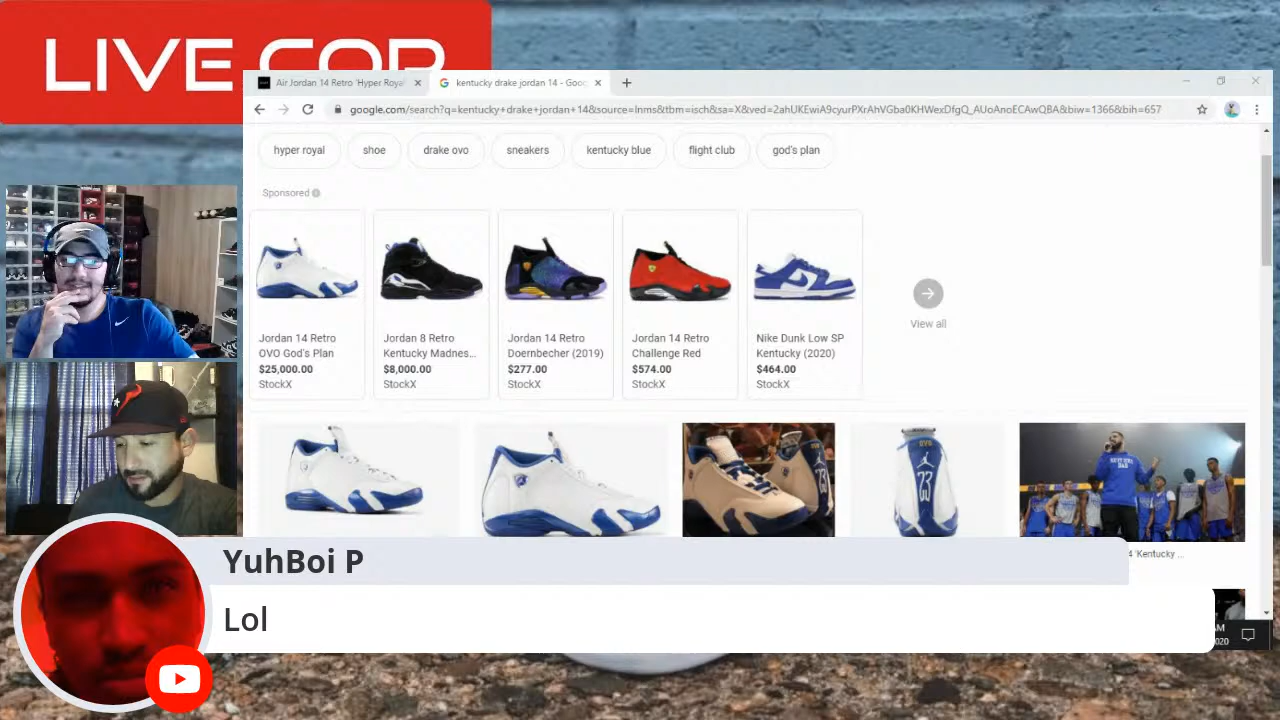 LIVE COP
Air Jordan 14 Retro 'Hyper Royal'
kentucky drake jordan 14 - Goo
google.com/search?q=kentucky+drake+jordan+14&source=lnms&tbm=isch&sa=X&ved=2ahUKEwiA9cyurPXrAhVGba0KHWexDfgQ_AUoAnoECAwQBA&biw=1366&bih=657
hyper royal
shoe
drake ovo
sneakers
kentucky blue
flight club
god's plan
Sponsored
Jordan 14 Retro
OVO God's Plan
$25,000.00
StockX
Jordan 8 Retro
Kentucky Madnes...
$8,000.00
StockX
Jordan 14 Retro
Doernbecher (2019)
$277.00
StockX
Jordan 14 Retro
Challenge Red
$574.00
StockX
Nike Dunk Low SP
Kentucky (2020)
$464.00
StockX
View all
OVO
23
4 'Kentucky ...
YuhBoi P
Lol
AM
2020